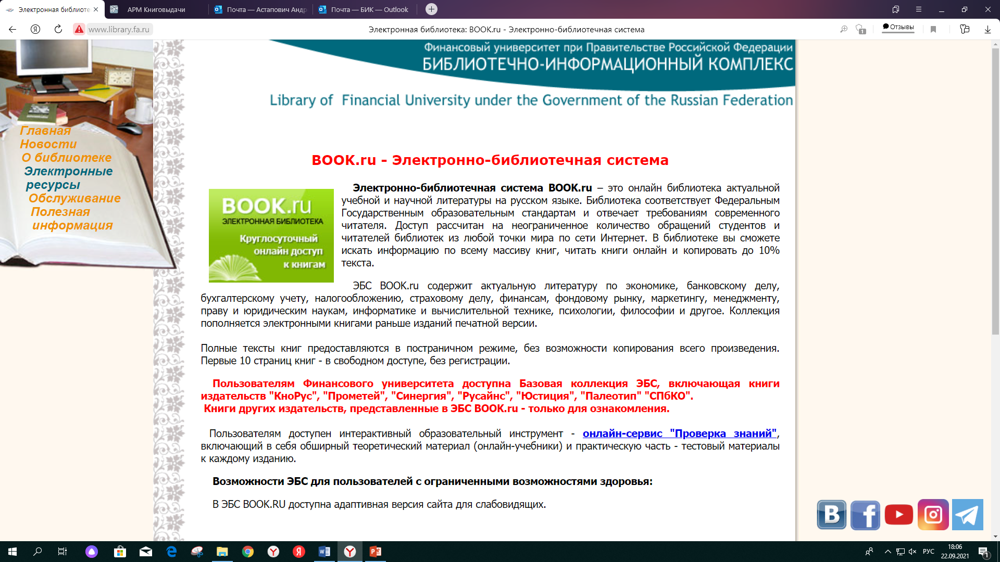 Электронная библиоте
АРМ Книговыдачи
Почта — Астапович Андр
Почта — БИК — Outlook
www.library.fa.ru
Электронная библиотека: BOOK.ru - Электронно-библиотечная система
1
Отзывы
Финансовый университет при Правительстве Российской Федерации
БИБЛИОТЕЧНО-ИНФОРМАЦИОННЫЙ КОМПЛЕКС
Library of Financial University under the Government of the Russian Federation
Главная
Новости
О библиотеке
Электронные
ресурсы
Обслуживание
Полезная
информация
BOOK.ru - Электронно-библиотечная система
BOOK.ru
ЭЛЕКТРОННАЯ БИБЛИОТЕКА
Круглосуточный
онлайн доступ
к книгам
Электронно-библиотечная система BOOK.ru – это онлайн библиотека актуальной
учебной и научной литературы на русском языке. Библиотека соответствует Федеральным
Государственным образовательным стандартам и отвечает требованиям современного
читателя. Доступ рассчитан на неограниченное количество обращений студентов и
читателей библиотек из любой точки мира по сети Интернет. В библиотеке вы сможете
искать информацию по всему массиву книг, читать книги онлайн и копировать до 10%
текста.
ЭБС BOOK.ru содержит актуальную литературу по экономике, банковскому делу,
бухгалтерскому учету, налогообложению, страховому делу, финансам, фондовому рынку, маркетингу, менеджменту,
праву и юридическим наукам, информатике и вычислительной технике, психологии, философии и другое. Коллекция
пополняется электронными книгами раньше изданий печатной версии.
Полные тексты книг предоставляются в постраничном режиме, без возможности копирования всего произведения.
Первые 10 страниц книг - в свободном доступе, без регистрации.
Пользователям Финансового университета доступна Базовая коллекция ЭБС, включающая книги
издательств "КноРус", "Прометей", "Синергия", "Русайнс", "Юстиция", "Палеотип" "СПбКО".
Книги других издательств, представленные в ЭБС BOOK.ru - только для ознакомления.
Пользователям доступен интерактивный образовательный инструмент - онлайн-сервис "Проверка знаний",
включающий в себя обширный теоретический материал (онлайн-учебники) и практическую часть - тестовый материалы
к каждому изданию.
Возможности ЭБС для пользователей с ограниченными возможностями здоровья:
В ЭБС BOOK.RU доступна адаптивная версия сайта для слабовидящих.
РУС
18:06
22.09.2021
1